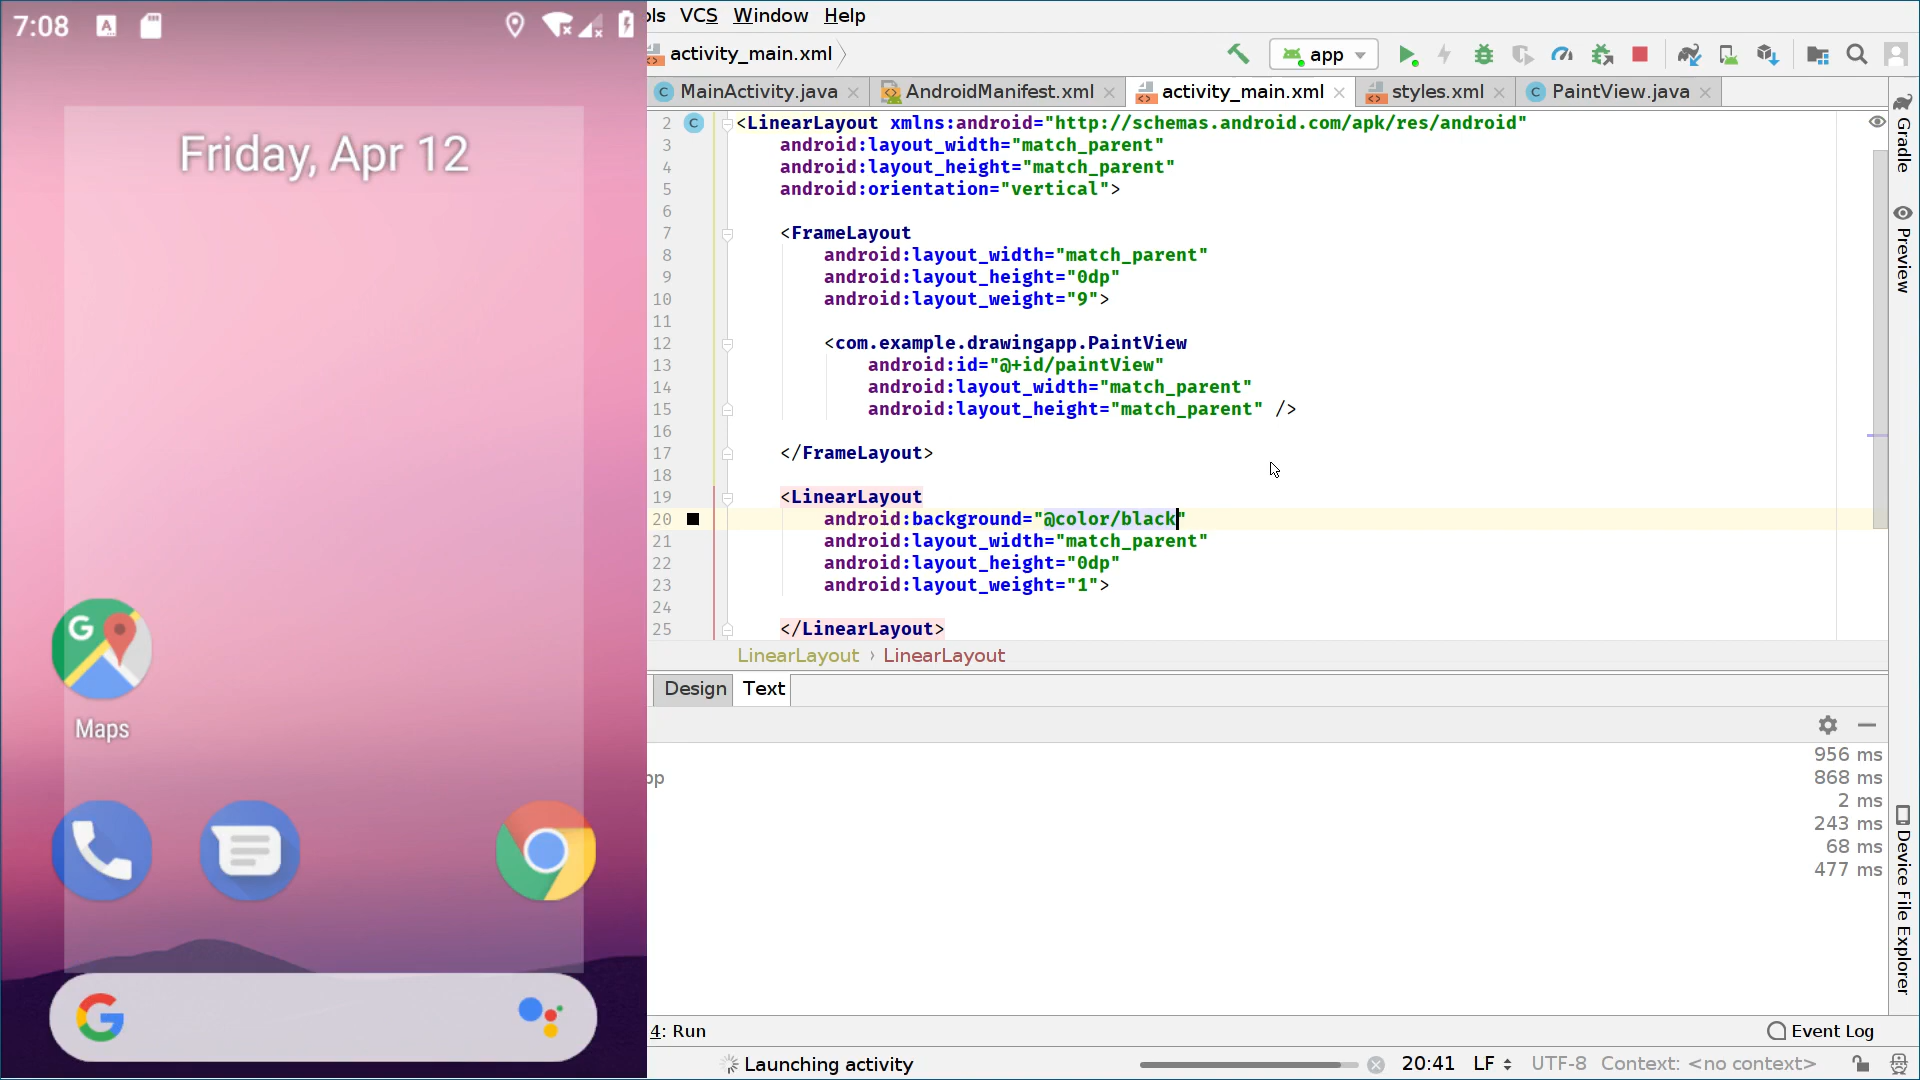 7:08
Friday, Apr 12
Maps
ols VCS Window Help
activity_main.xml
app
MainActivity.java
AndroidManifest.xml
activity_main.xml
styles.xml
PaintView.java
2 <LinearLayout xmlns:android="http://schemas.android.com/apk/res/android"
3 android:layout_width="match_parent"
4 android:layout_height="match_parent"
5 android:orientation="vertical">
6
7 <FrameLayout
8 android:layout_width="match_parent"
9 android:layout_height="0dp"
10 android:layout_weight="9">
11
12 <com.example.drawingapp.PaintView
13 android:id="@+id/paintView"
14 android:layout_width="match_parent"
15 android:layout_height="match_parent" />
16
17 </FrameLayout>
18
19 <LinearLayout
20 android:background="@color/black"
21 android:layout_width="match_parent"
22 android:layout_height="0dp"
23 android:layout_weight="1">
24
25 </LinearLayout>
LinearLayout › LinearLayout
Design Text
956 ms
pp 868 ms
2 ms
243 ms
68 ms
477 ms
4: Run
Event Log
Launching activity
20:41 LF UTF-8 Context: <no context>
Gradle
Preview
Device File Explorer